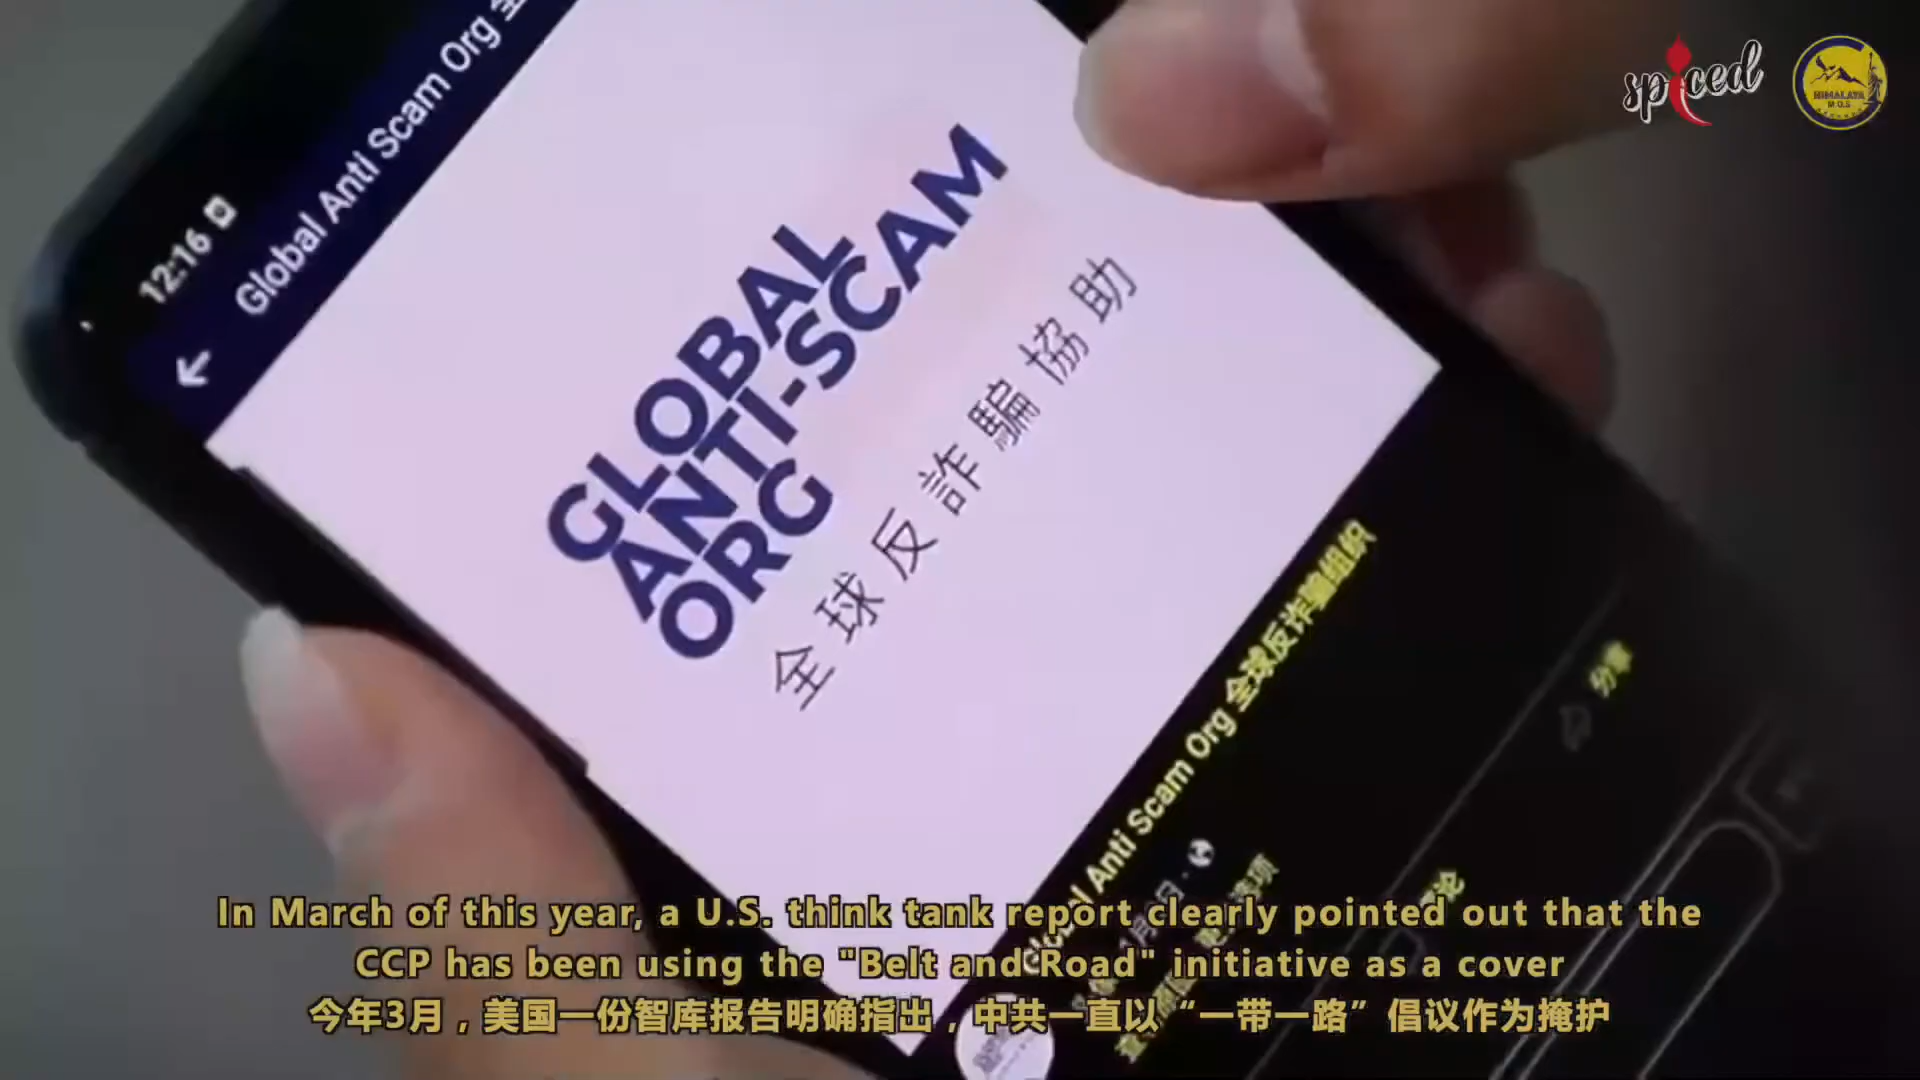 spiced
HIMALAYA
M.O.S
12:16
Global Anti Scam Org
GLOBAL
ANTI-SCAM
ORG
全球反詐騙協助
Global Anti Scam Org 全球反诈骗组织
分享
In March of this year, a U.S. think tank report clearly pointed out that the
CCP has been using the "Belt and Road" initiative as a cover
今年3月，美国一份智库报告明确指出，中共一直以“一带一路”倡议作为掩护